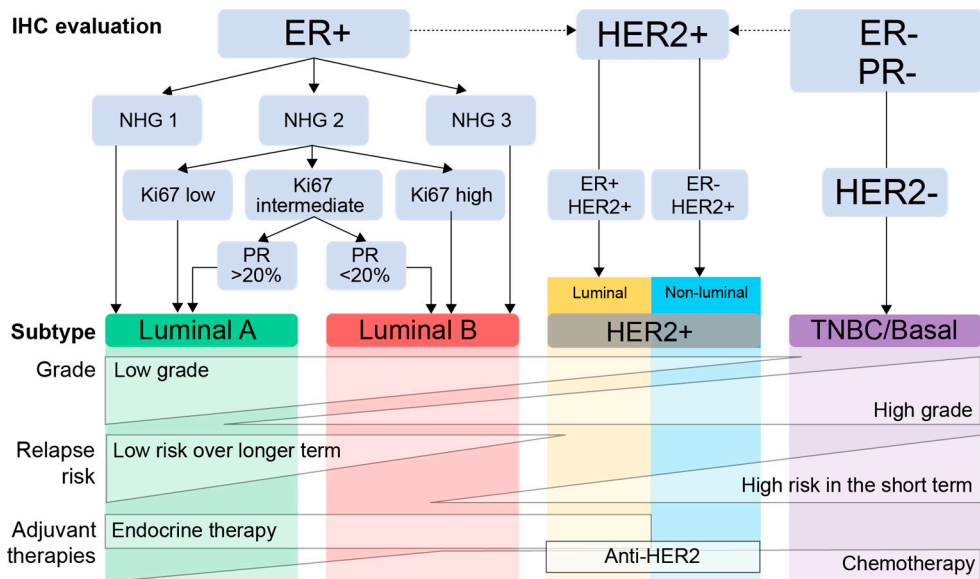 IHC evaluation
ER+
HER2+
ER-
PR-
NHG 1
NHG 2
NHG 3
Ki67 low
Ki67
intermediate
Ki67 high
ER+
HER2+
ER-
HER2+
HER2-
PR
>20%
PR
<20%
Luminal
Non-luminal
Subtype
Luminal A
Luminal B
HER2+
TNBC/Basal
Grade
Low grade
High grade
Relapse
risk
Low risk over longer term
High risk in the short term
Adjuvant
therapies
Endocrine therapy
Anti-HER2
Chemotherapy